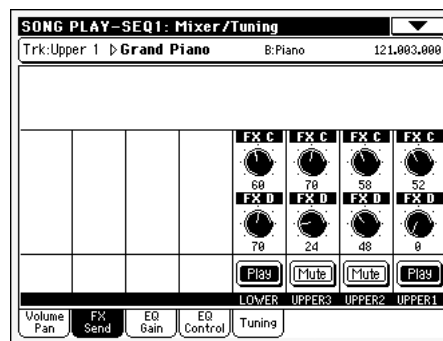 SONG PLAY-SEQ1: Mixer/Tuning
Trk:Upper 1 Grand Piano B:Piano 121.003.000
FX C FX C FX C FX C
60 70 58 52
FX D FX D FX D FX D
70 24 48 0
Play Mute Mute Play
LOWER UPPER3 UPPER2 UPPER1
Volume Pan
FX Send
EQ Gain
EQ Control
Tuning